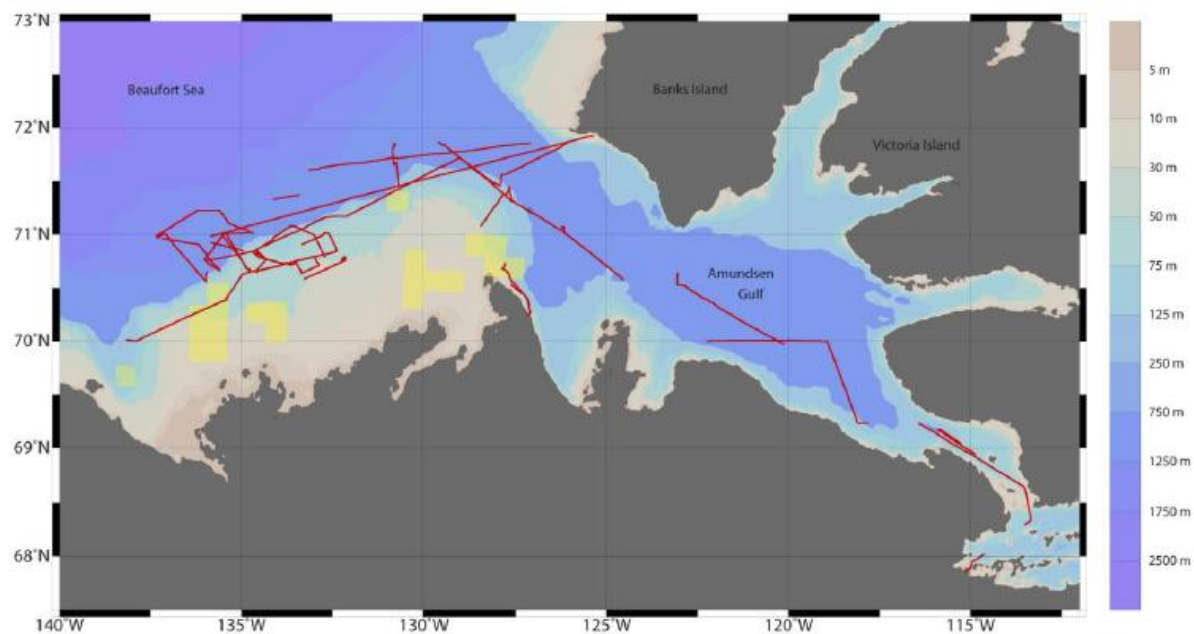 73°N
72°N
71°N
70°N
69°N
68°N
140°W
135°W
130°W
125°W
120°W
115°W
Beaufort Sea
Banks Island
Victoria Island
Amundsen
Gulf
5 m
10 m
30 m
50 m
75 m
125 m
250 m
750 m
1250 m
1750 m
2500 m